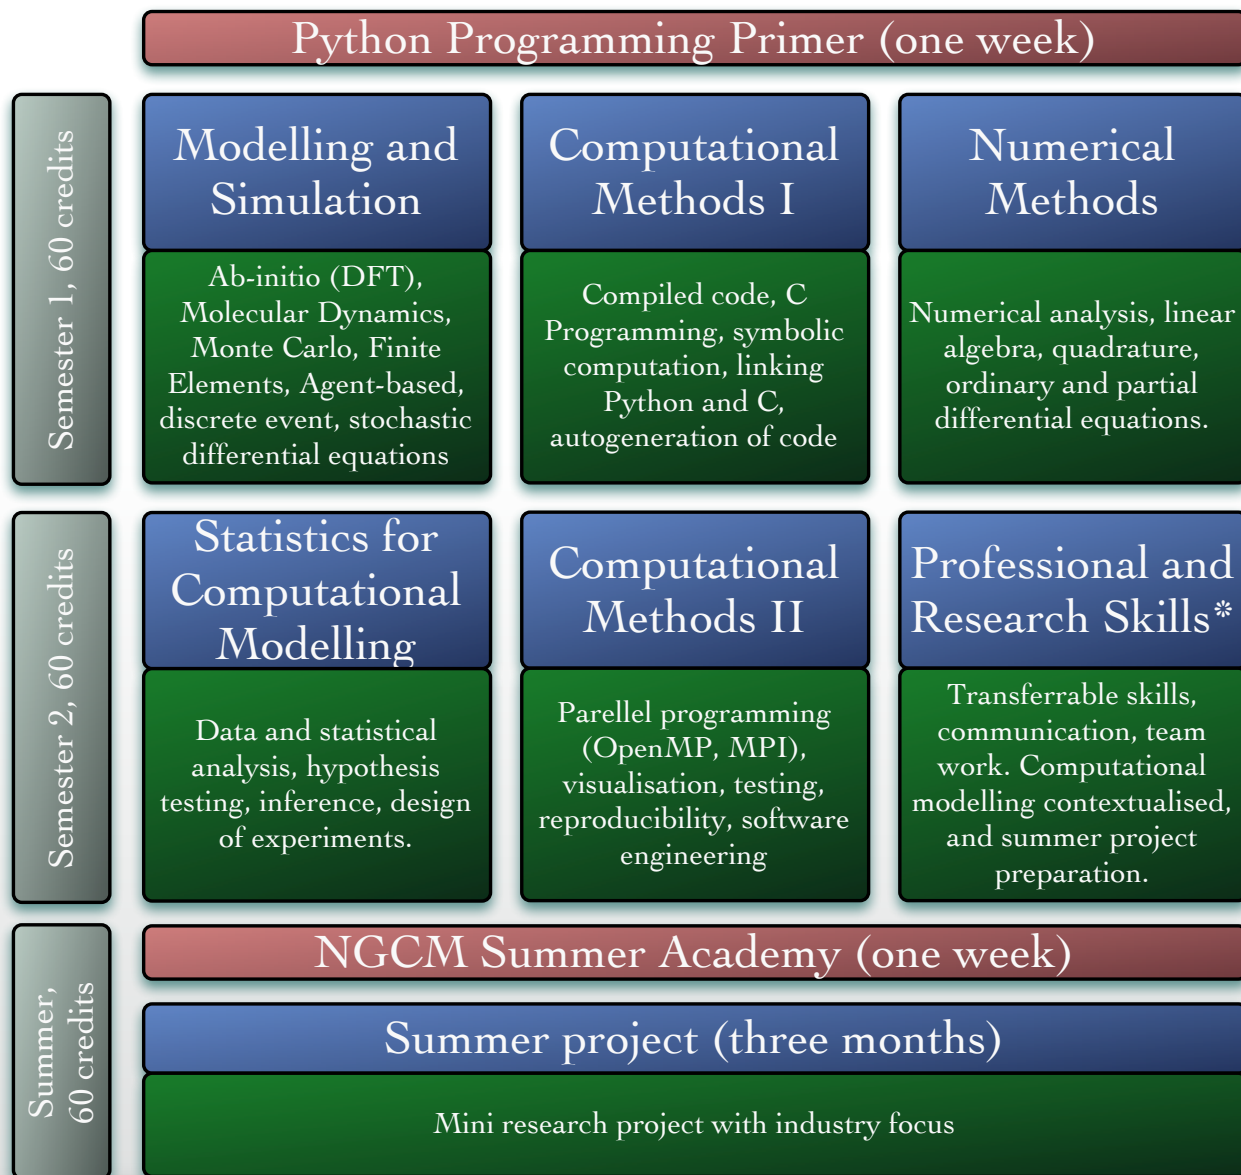 Python Programming Primer (one week)
Semester 1, 60 credits
Modelling and
Simulation
Ab-initio (DFT),
Molecular Dynamics,
Monte Carlo, Finite
Elements, Agent-based,
discrete event, stochastic
differential equations
Computational
Methods I
Compiled code, C
Programming, symbolic
computation, linking
Python and C,
autogeneration of code
Numerical
Methods
Numerical analysis, linear
algebra, quadrature,
ordinary and partial
differential equations.
Semester 2, 60 credits
Statistics for
Computational
Modelling
Data and statistical
analysis, hypothesis
testing, inference, design
of experiments.
Computational
Methods II
Parellel programming
(OpenMP, MPI),
visualisation, testing,
reproducibility, software
engineering
Professional and
Research Skills*
Transferrable skills,
communication, team
work. Computational
modelling contextualised,
and summer project
preparation.
Summer,
60 credits
NGCM Summer Academy (one week)
Summer project (three months)
Mini research project with industry focus